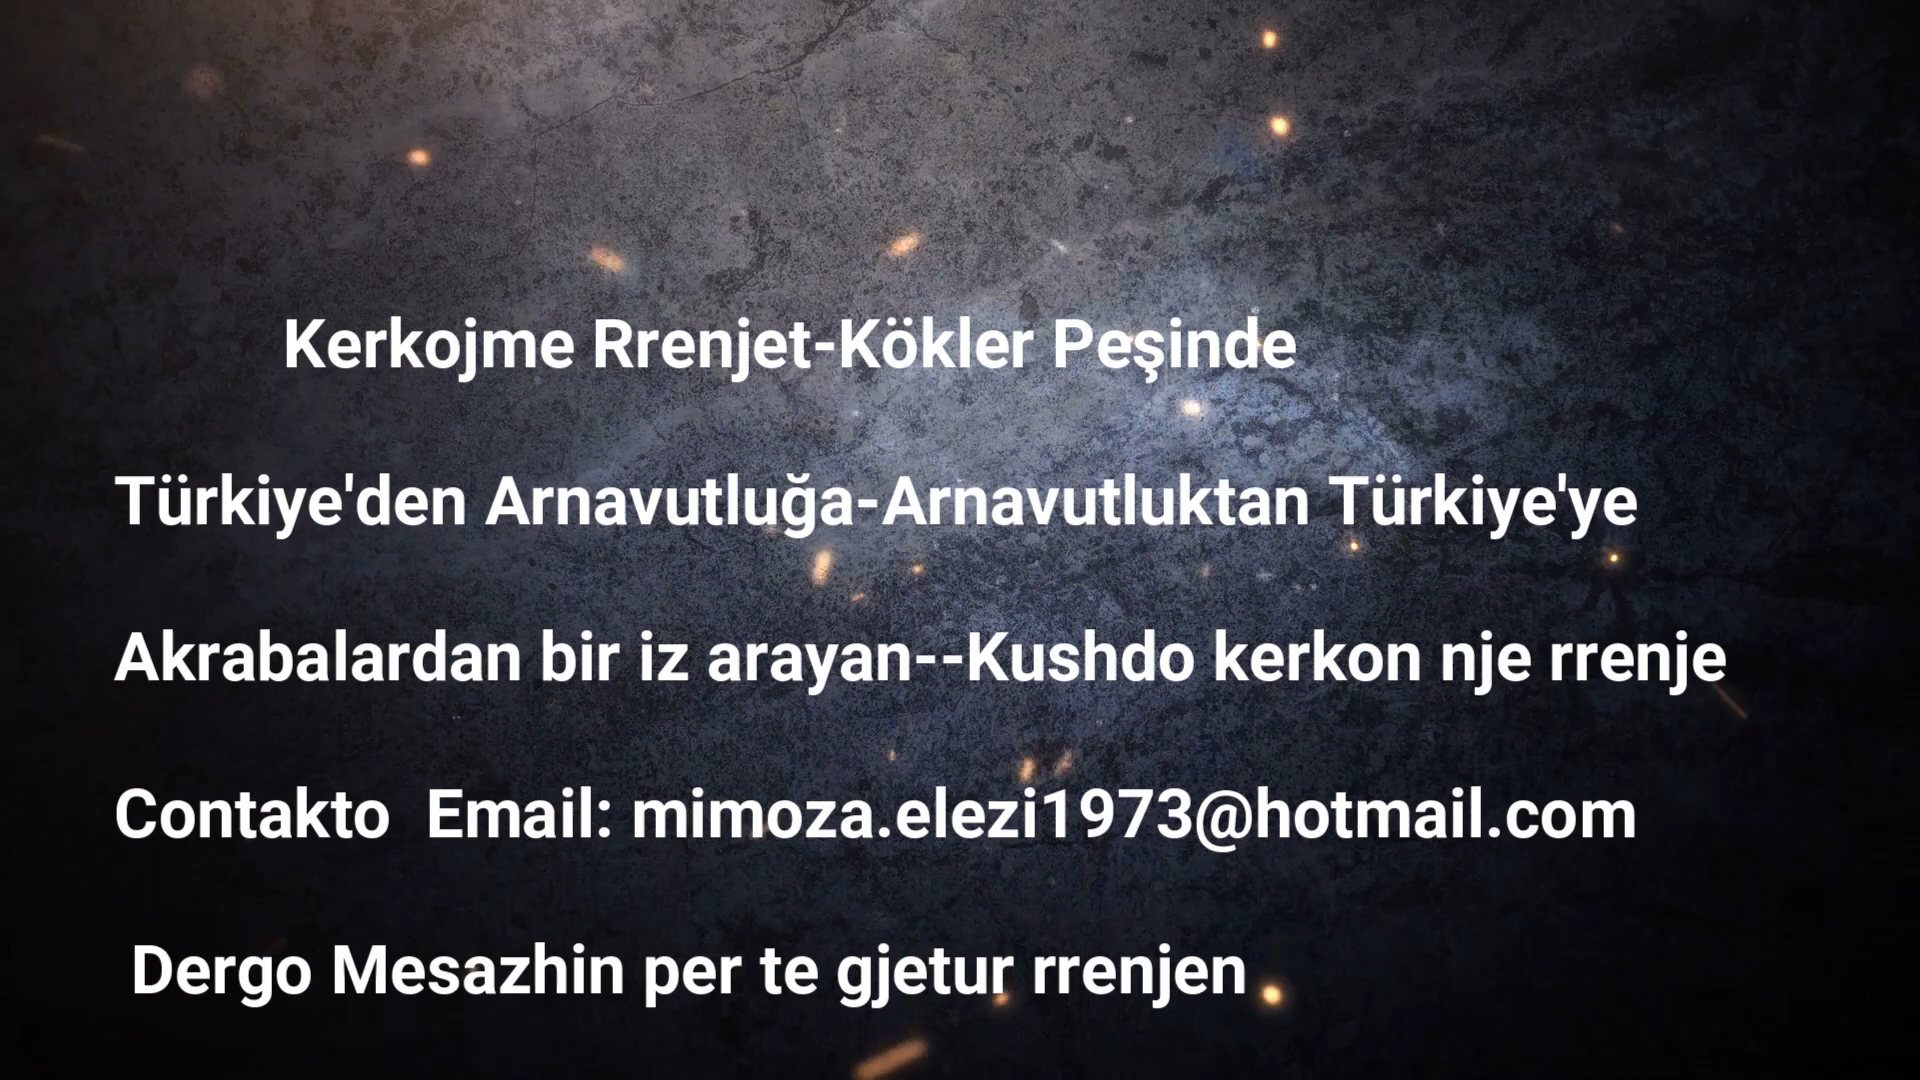 Kerkojme Rrenjet-Kökler Peşinde
Türkiye'den Arnavutluğa-Arnavutluktan Türkiye'ye
Akrabalardan bir iz arayan--Kushdo kerkon nje rrenje
Contakto  Email: mimoza.elezi1973@hotmail.com
Dergo Mesazhin per te gjetur rrenjen